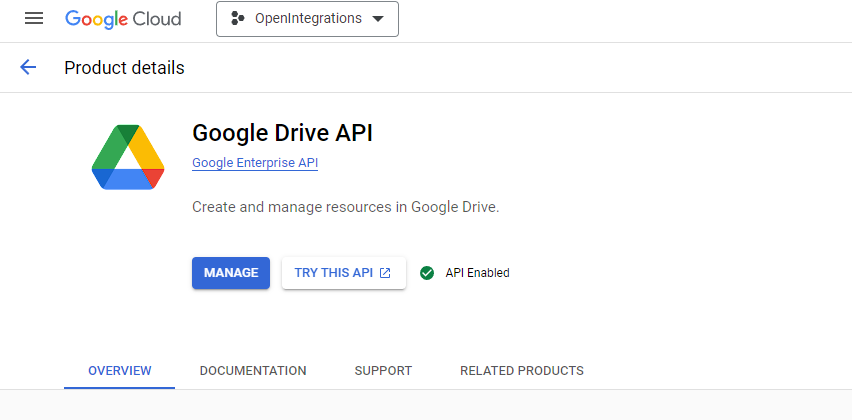 Google Cloud
OpenIntegrations
Product details
Google Drive API
Google Enterprise API
Create and manage resources in Google Drive.
MANAGE
TRY THIS API
API Enabled
OVERVIEW
DOCUMENTATION
SUPPORT
RELATED PRODUCTS